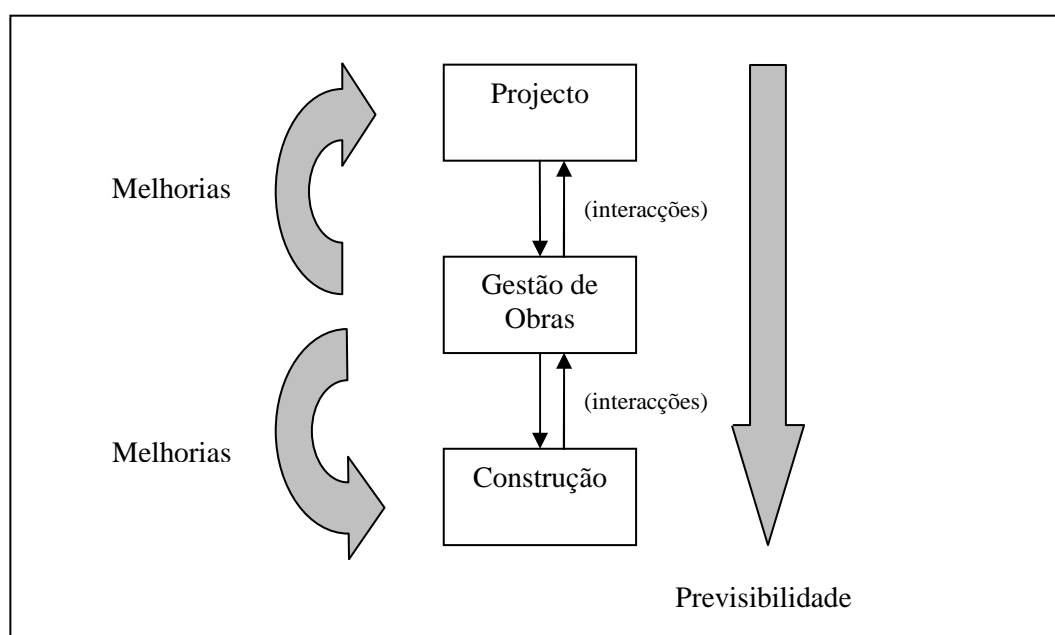 Projecto
Melhorias
(interacções)
Gestão de
Obras
(interacções)
Melhorias
Construção
Previsibilidade